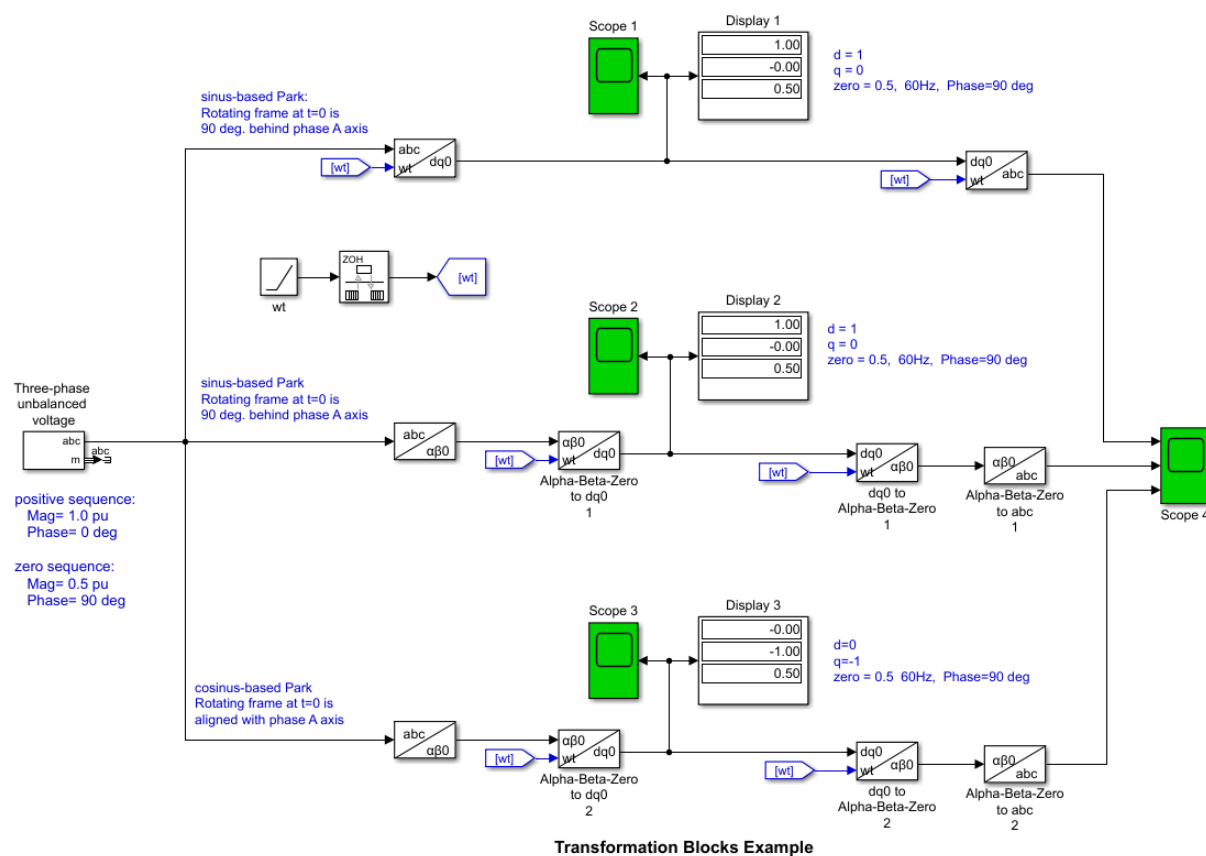 Scope 1
Display 1
1.00
-0.00
0.50
d = 1
q = 0
zero = 0.5,  60Hz,  Phase=90 deg
sinus-based Park:
Rotating frame at t=0 is
90 deg. behind phase A axis
abc
wt
dq0
[wt]
dq0
wt
abc
[wt]
ZOH
wt
[wt]
Scope 2
Display 2
1.00
-0.00
0.50
d = 1
q = 0
zero = 0.5,  60Hz,  Phase=90 deg
Three-phase
unbalanced
voltage
abc
m
abc
sinus-based Park
Rotating frame at t=0 is
90 deg. behind phase A axis
abc
αβ0
αβ0
wt
dq0
[wt]
Alpha-Beta-Zero
to dq0
1
dq0
wt
αβ0
[wt]
dq0 to
Alpha-Beta-Zero
1
αβ0
abc
Alpha-Beta-Zero
to abc
1
Scope 4
positive sequence:
Mag= 1.0 pu
Phase= 0 deg
zero sequence:
Mag= 0.5 pu
Phase= 90 deg
Scope 3
Display 3
-0.00
-1.00
0.50
d=0
q=-1
zero = 0.5  60Hz,  Phase=90 deg
cosinus-based Park
Rotating frame at t=0 is
aligned with phase A axis
abc
αβ0
αβ0
wt
dq0
[wt]
Alpha-Beta-Zero
to dq0
2
dq0
wt
αβ0
[wt]
dq0 to
Alpha-Beta-Zero
2
αβ0
abc
Alpha-Beta-Zero
to abc
2
Transformation Blocks Example